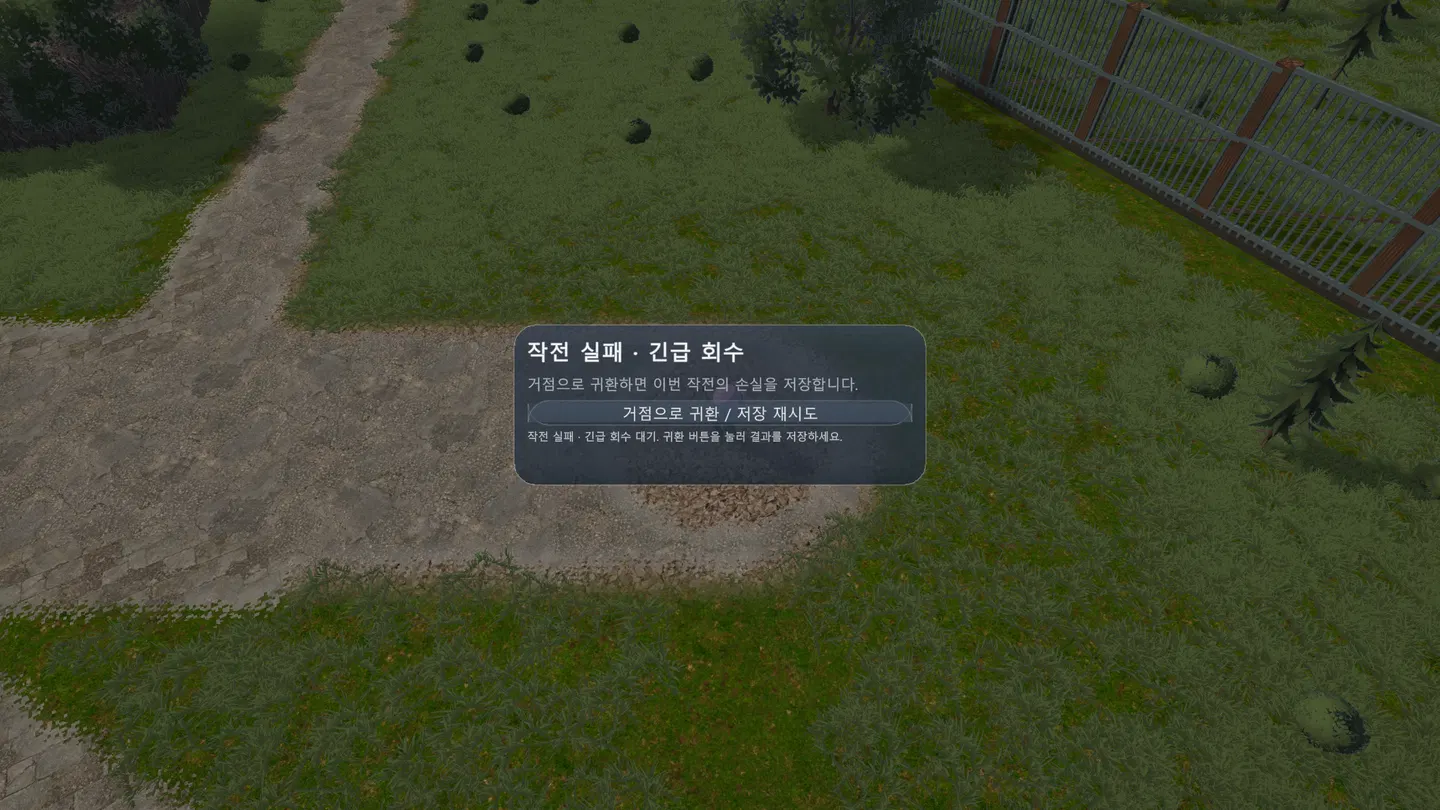 작전 실패 · 긴급 회수
거점으로 귀환하면 이번 작전의 손실을 저장합니다.
거점으로 귀환 / 저장 재시도
작전 실패 · 긴급 회수 대기. 귀환 버튼을 눌러 결과를 저장하세요.